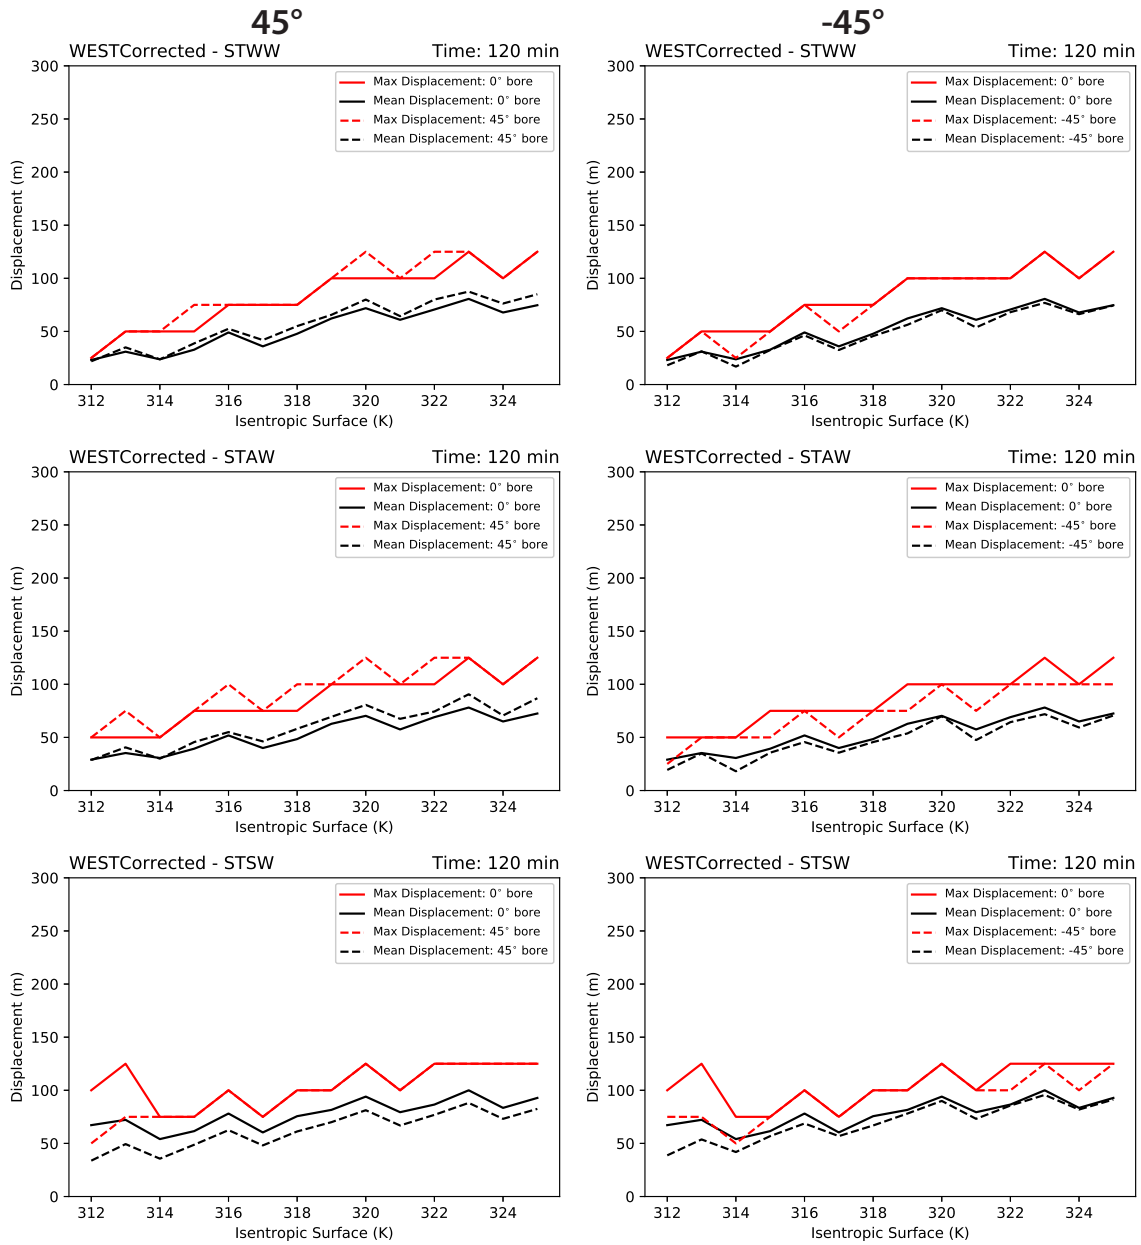 45°
-45°
WESTCorrected - STWW Time: 120 min
Max Displacement: 0° bore
Mean Displacement: 0° bore
Max Displacement: 45° bore
Mean Displacement: 45° bore
Displacement (m)
300
250
200
150
100
50
0
312 314 316 318 320 322 324
Isentropic Surface (K)
WESTCorrected - STWW Time: 120 min
Max Displacement: 0° bore
Mean Displacement: 0° bore
Max Displacement: -45° bore
Mean Displacement: -45° bore
Displacement (m)
300
250
200
150
100
50
0
312 314 316 318 320 322 324
Isentropic Surface (K)
WESTCorrected - STAW Time: 120 min
Max Displacement: 0° bore
Mean Displacement: 0° bore
Max Displacement: 45° bore
Mean Displacement: 45° bore
Displacement (m)
300
250
200
150
100
50
0
312 314 316 318 320 322 324
Isentropic Surface (K)
WESTCorrected - STAW Time: 120 min
Max Displacement: 0° bore
Mean Displacement: 0° bore
Max Displacement: -45° bore
Mean Displacement: -45° bore
Displacement (m)
300
250
200
150
100
50
0
312 314 316 318 320 322 324
Isentropic Surface (K)
WESTCorrected - STSW Time: 120 min
Max Displacement: 0° bore
Mean Displacement: 0° bore
Max Displacement: 45° bore
Mean Displacement: 45° bore
Displacement (m)
300
250
200
150
100
50
0
312 314 316 318 320 322 324
Isentropic Surface (K)
WESTCorrected - STSW Time: 120 min
Max Displacement: 0° bore
Mean Displacement: 0° bore
Max Displacement: -45° bore
Mean Displacement: -45° bore
Displacement (m)
300
250
200
150
100
50
0
312 314 316 318 320 322 324
Isentropic Surface (K)